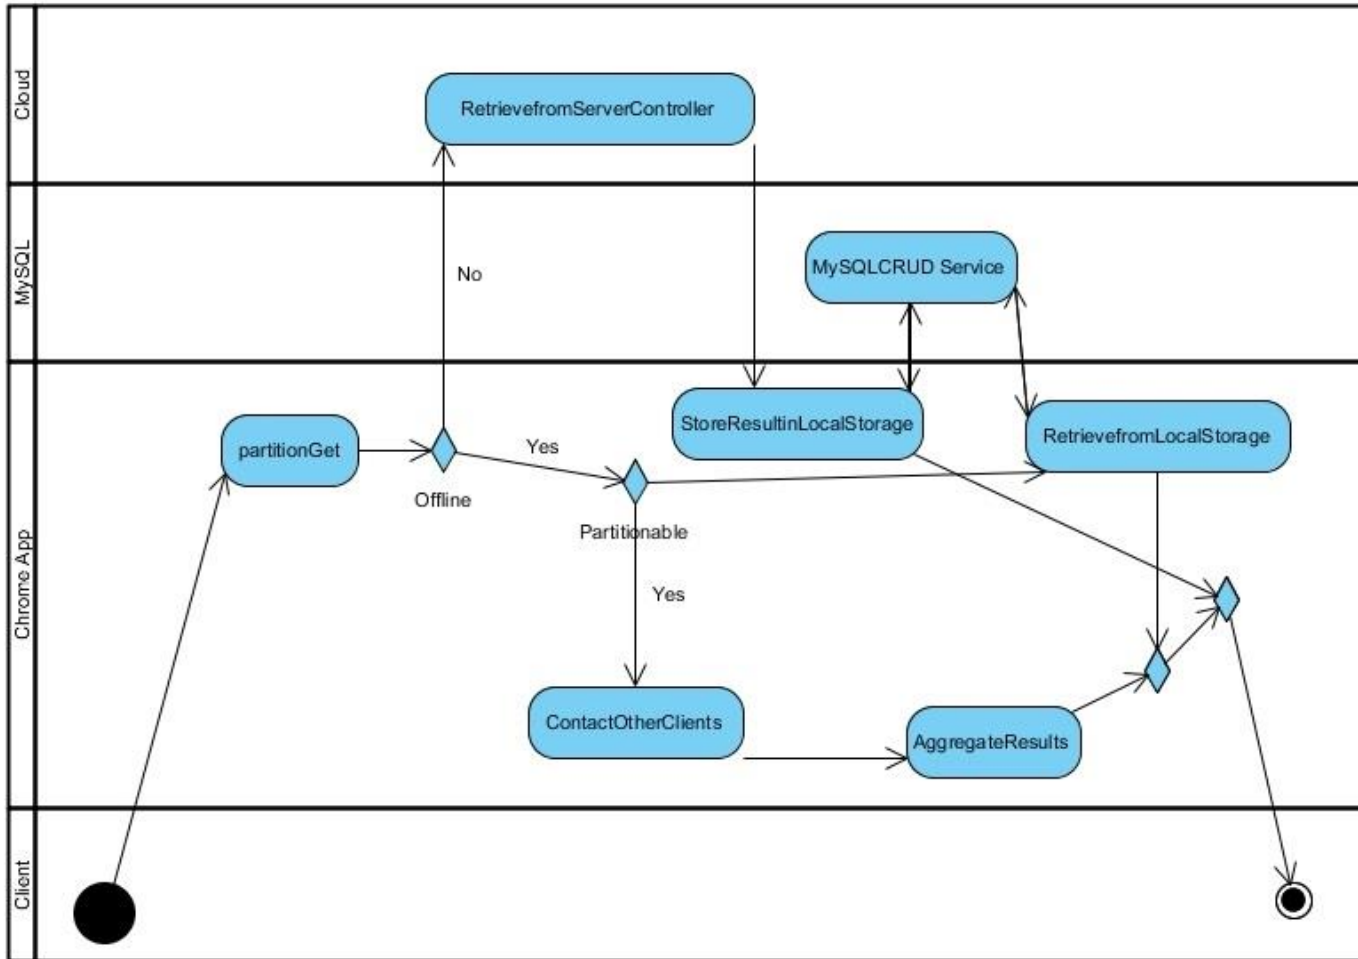 Cloud
RetrievefromServerController
MySQL
MySQLCRUD Service
No
Chrome App
partitionGet
Offline
Yes
Partitionable
Yes
StoreResultinLocalStorage
RetrievefromLocalStorage
ContactOtherClients
AggregateResults
Client